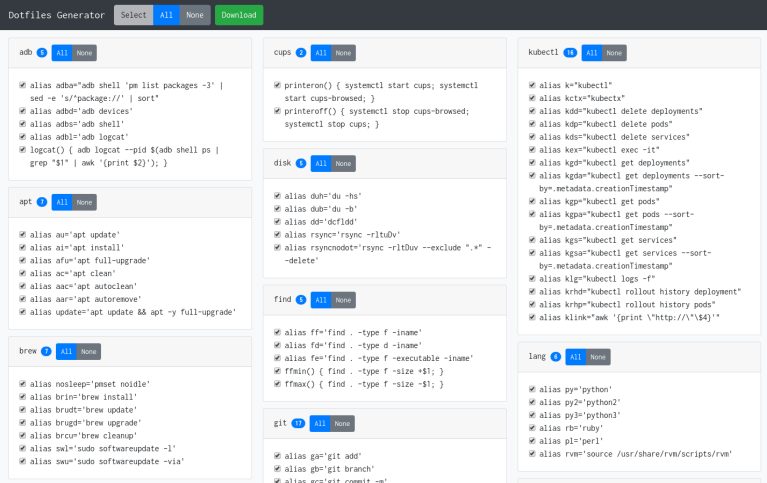 Dotfiles Generator Select All None Download
adb 5 All None
alias adba="adb shell 'pm list packages -3' |
sed -e 's/^package://' | sort"
alias adbd='adb devices'
alias adbs='adb shell'
alias adbl='adb logcat'
logcat() { adb logcat --pid $(adb shell ps |
grep "$1" | awk '{print $2}'); }
apt 7 All None
alias au='apt update'
alias ai='apt install'
alias afu='apt full-upgrade'
alias ac='apt clean'
alias aac='apt autoclean'
alias aar='apt autoremove'
alias update='apt update && apt -y full-upgrade'
brew 7 All None
alias nosleep='pmset noidle'
alias brin='brew install'
alias brudt='brew update'
alias brugd='brew upgrade'
alias brcu='brew cleanup'
alias swl='sudo softwareupdate -l'
alias swu='sudo softwareupdate -via'
cups 2 All None
printeron() { systemctl start cups; systemctl
start cups-browsed; }
printeroff() { systemctl stop cups-browsed;
systemctl stop cups; }
disk 5 All None
alias duh='du -hs'
alias dub='du -b'
alias dd='dcfldd'
alias rsync='rsync -rltuDv'
alias rsyncnodot='rsync -rltDuv --exclude ".*" -
-delete'
find 5 All None
alias ff='find . -type f -iname'
alias fd='find . -type d -iname'
alias fe='find . -type f -executable -iname'
ffmin() { find . -type f -size +$1; }
ffmax() { find . -type f -size -$1; }
git 17 All None
alias ga='git add'
alias gb='git branch'
alias gc='git commit -m'
kubectl 16 All None
alias k="kubectl"
alias kctx="kubectx"
alias kdd="kubectl delete deployments"
alias kdp="kubectl delete pods"
alias kds="kubectl delete services"
alias kex="kubectl exec -it"
alias kgd="kubectl get deployments"
alias kgda="kubectl get deployments --sort-
by=.metadata.creationTimestamp"
alias kgp="kubectl get pods"
alias kgpa="kubectl get pods --sort-
by=.metadata.creationTimestamp"
alias kgs="kubectl get services"
alias kgsa="kubectl get services --sort-
by=.metadata.creationTimestamp"
alias klg="kubectl logs -f"
alias krhd="kubectl rollout history deployment"
alias krhp="kubectl rollout history pods"
alias klink="awk '{print \"http://\"\$4}'"
lang 6 All None
alias py='python'
alias py2='python2'
alias py3='python3'
alias rb='ruby'
alias pl='perl'
alias rvm='source /usr/share/rvm/scripts/rvm'